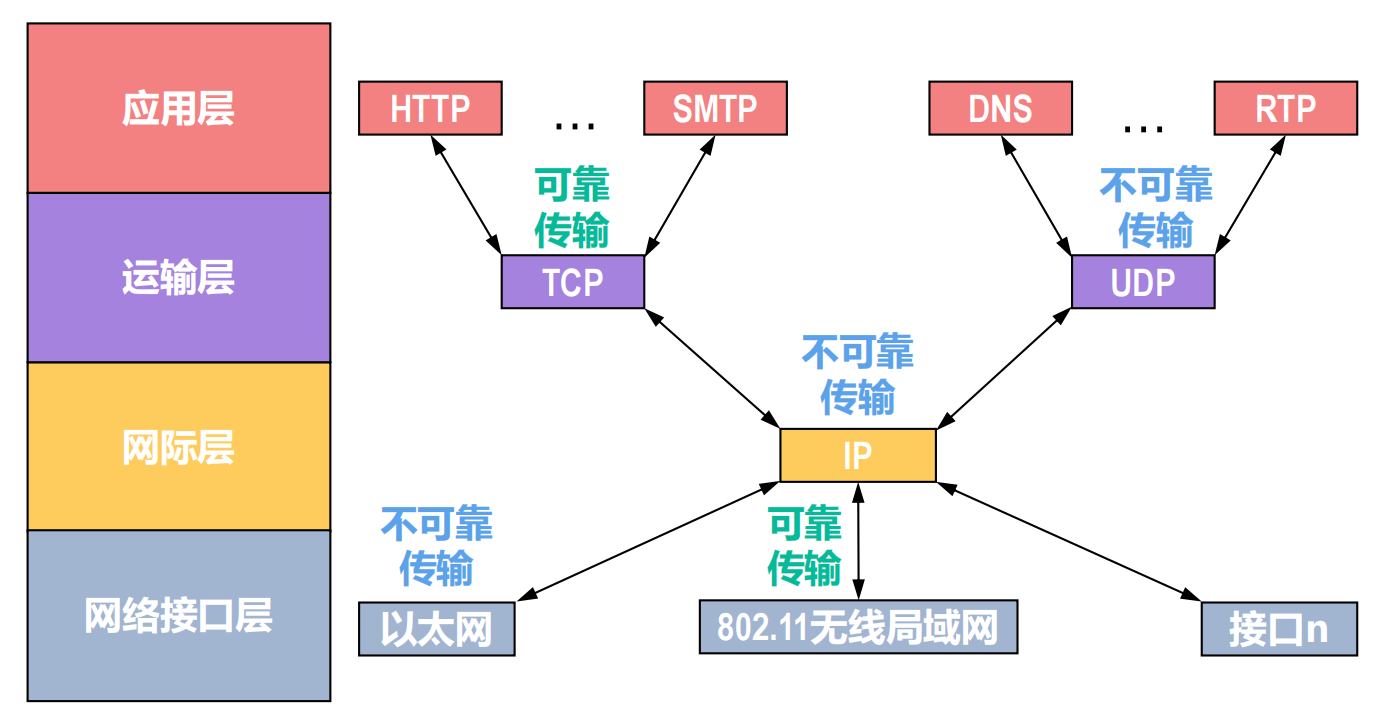 应用层
HTTP
...
SMTP
DNS
...
RTP
可靠
传输
不可靠
传输
运输层
TCP
UDP
不可靠
传输
网际层
IP
不可靠
传输
可靠
传输
网络接口层
以太网
802.11无线局域网
接口n